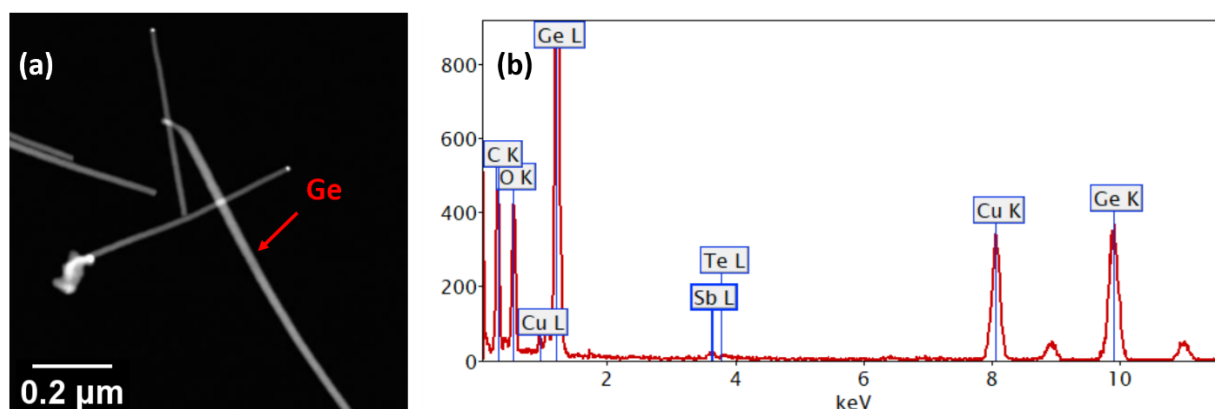 (a)
Ge
0.2 µm
(b)
Ge L
C K
O K
Cu L
Te L
Sb L
Cu K
Ge K
800
600
400
200
0
2 4 6 8 10
keV